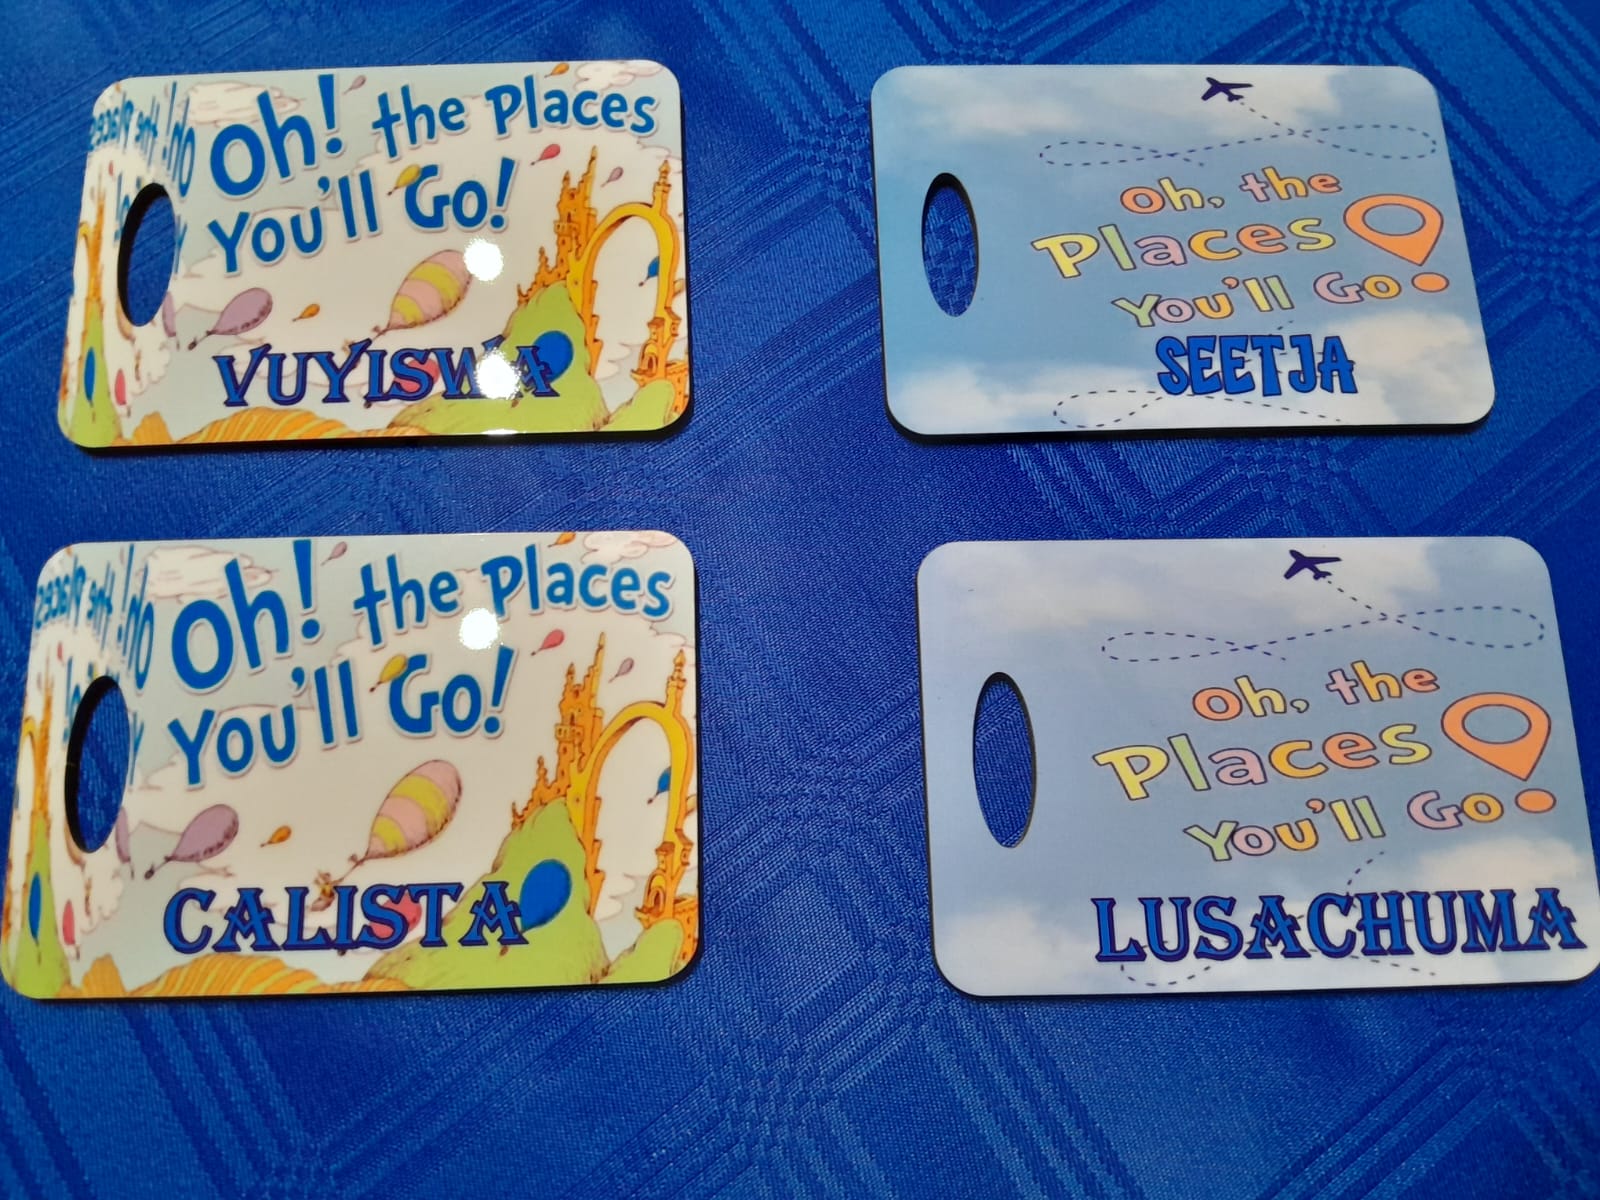 Oh! the Places
You'll Go!
VUYISWA
Oh, the
Places
You'll Go
SEETJA
Oh! the Places
You'll Go!
CALISTA
Oh, the
Places
You'll Go
LUSACHUMA